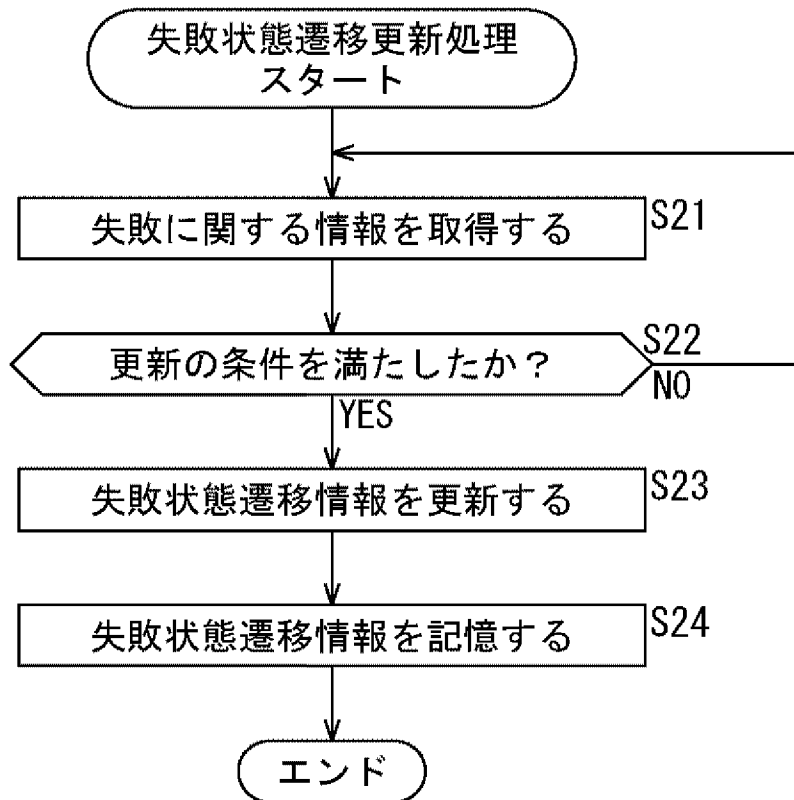 失敗状態遷移更新処理
スタート
失敗に関する情報を取得する
S21
更新の条件を満たしたか？
S22
NO
YES
失敗状態遷移情報を更新する
S23
失敗状態遷移情報を記憶する
S24
エンド